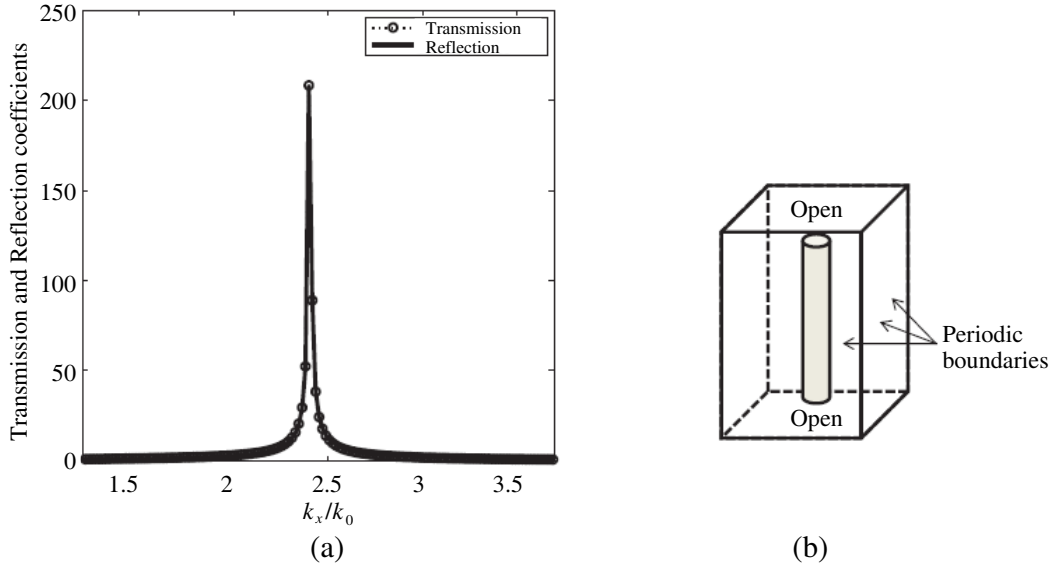 250
200
150
100
50
0
Transmission and Reflection coefficients
Transmission
Reflection
1.5 2 2.5 3 3.5
k_x/k_0
(a)
Open
Periodic
boundaries
Open
(b)